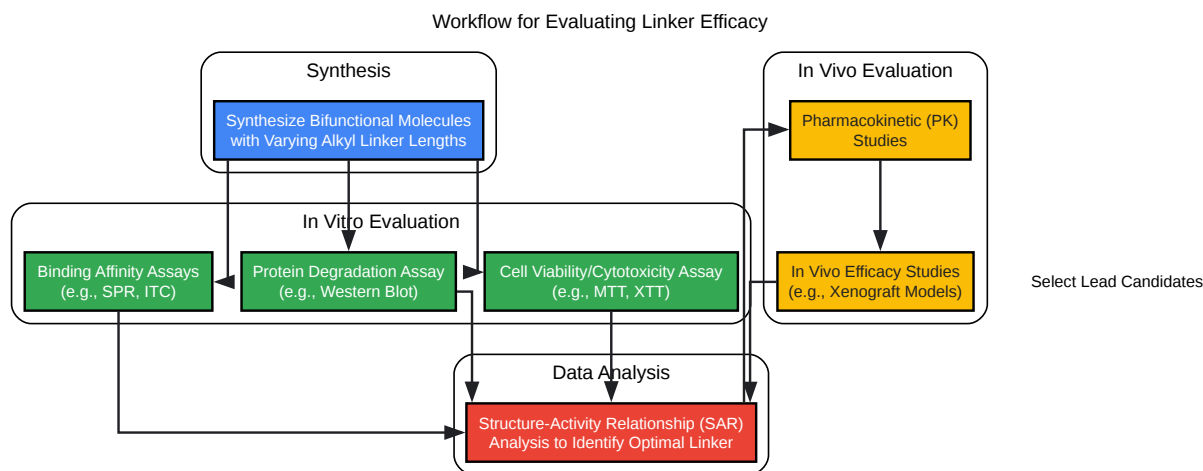 Workflow for Evaluating Linker Efficacy
Synthesis
Synthesize Bifunctional Molecules
with Varying Alkyl Linker Lengths
In Vivo Evaluation
Pharmacokinetic (PK)
Studies
In Vitro Evaluation
Binding Affinity Assays
(e.g., SPR, ITC)
Protein Degradation Assay
(e.g., Western Blot)
Cell Viability/Cytotoxicity Assay
(e.g., MTT, XTT)
In Vivo Efficacy Studies
(e.g., Xenograft Models)
Select Lead Candidates
Data Analysis
Structure-Activity Relationship (SAR)
Analysis to Identify Optimal Linker